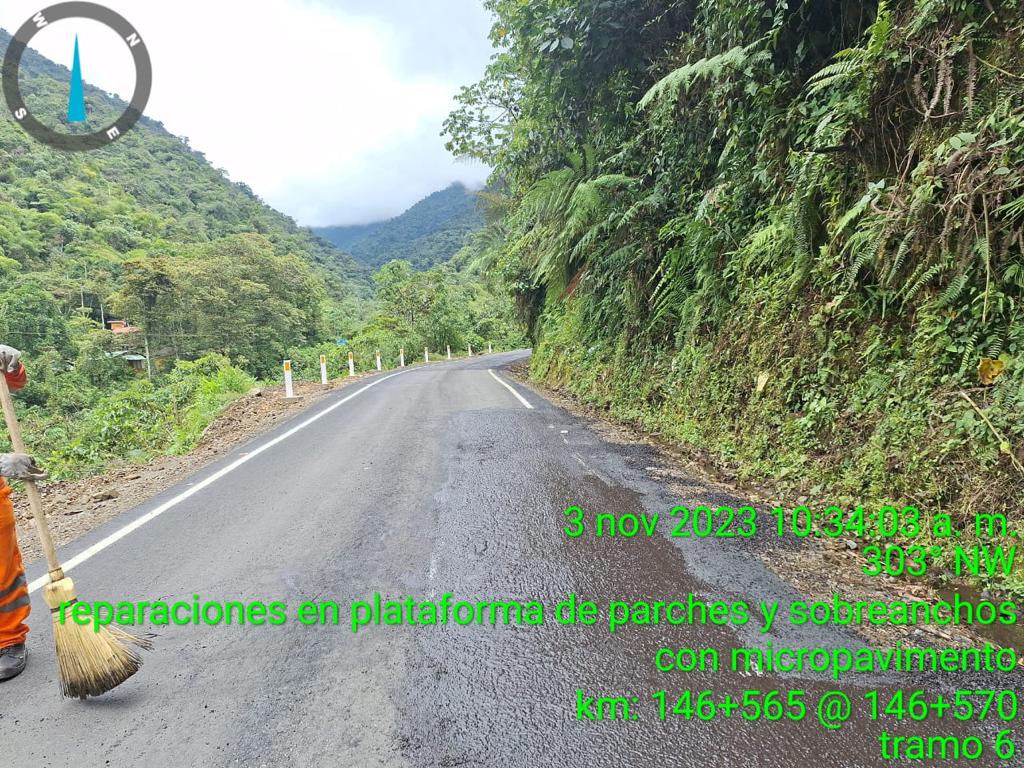 W N
S E
3 nov 2023 10:34:03 a. m.
303° NW
reparaciones en plataforma de parches y sobreanchos
con micropavimento
km: 146+565 @ 146+570
tramo 6